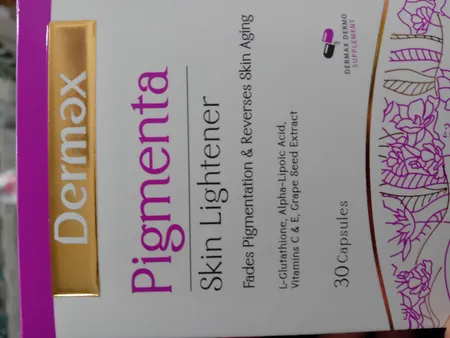 Dermax
Pigmenta
Skin Lightener
Fades Pigmentation & Reverses Skin Aging
L-Glutathione, Alpha-Lipoic Acid,
Vitamins C & E, Grape Seed Extract
30 Capsules
DERMAX DERMO
SUPPLEMENT